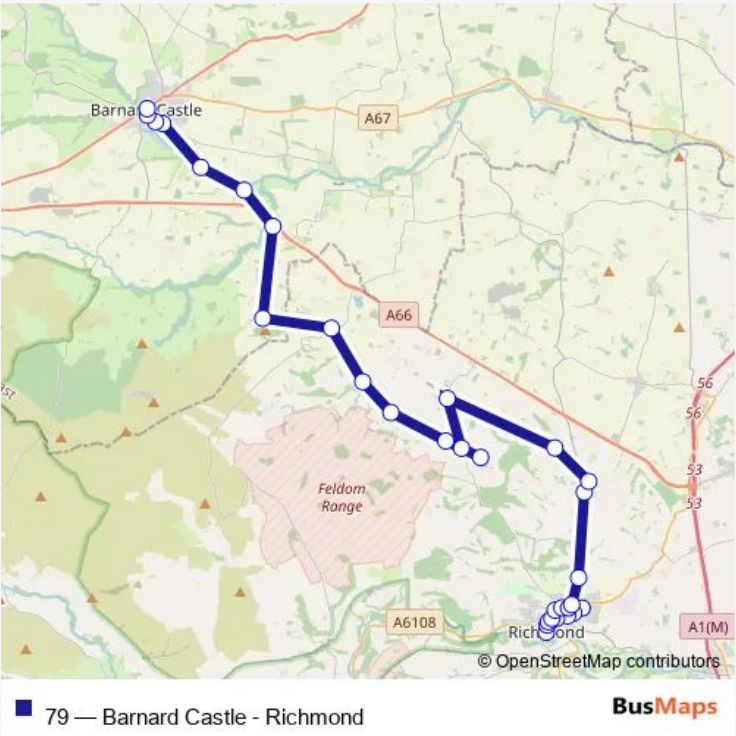 Barnard Castle
A67
A66
56
56
53
53
Feldom
Range
A6108
Richmond
A1(M)
© OpenStreetMap contributors
79 — Barnard Castle - Richmond
BusMaps